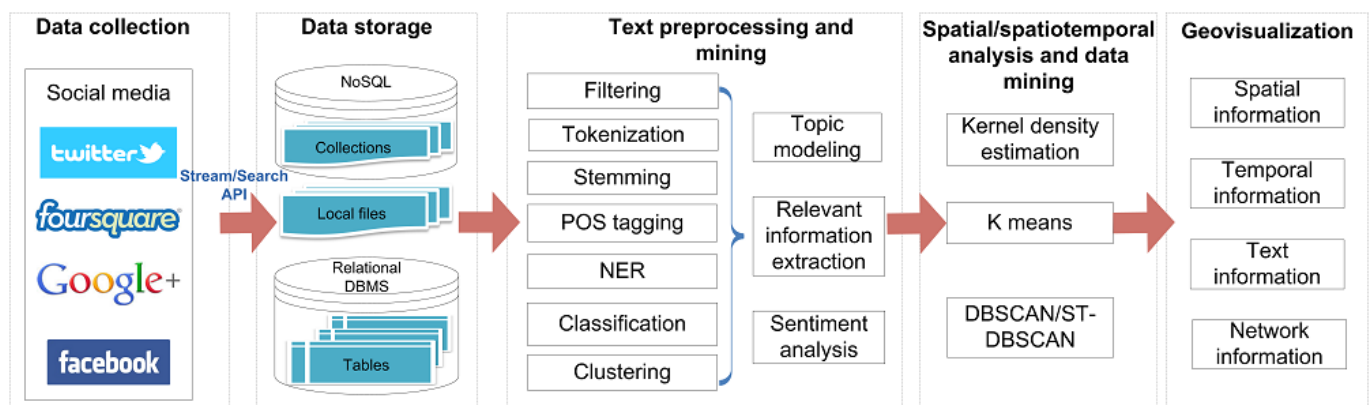 Data collection
Social media
twitter
foursquare
Google+
facebook
Stream/Search
API
Data storage
NoSQL
Collections
Local files
Relational
DBMS
Tables
Text preprocessing and
mining
Filtering
Tokenization
Stemming
POS tagging
NER
Classification
Clustering
Topic
modeling
Relevant
information
extraction
Sentiment
analysis
Spatial/spatiotemporal
analysis and data
mining
Kernel density
estimation
K means
DBSCAN/ST-
DBSCAN
Geovisualization
Spatial
information
Temporal
information
Text
information
Network
information